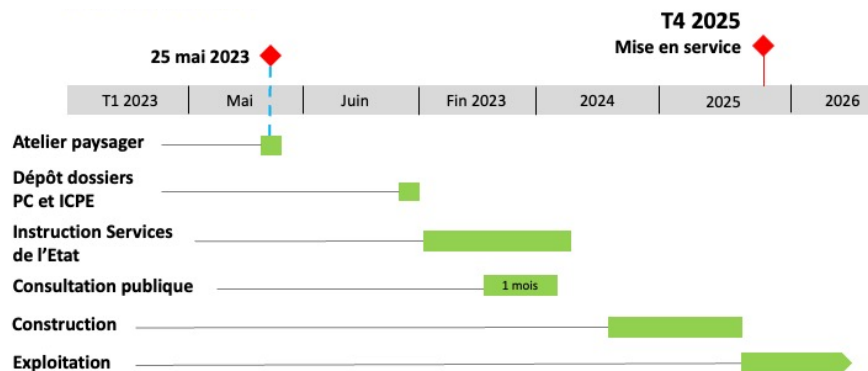 T4 2025
25 mai 2023
Mise en service
T1 2023 Mai Juin Fin 2023 2024 2025 2026
Atelier paysager
Dépôt dossiers
PC et ICPE
Instruction Services
de l'Etat
Consultation publique 1 mois
Construction
Exploitation